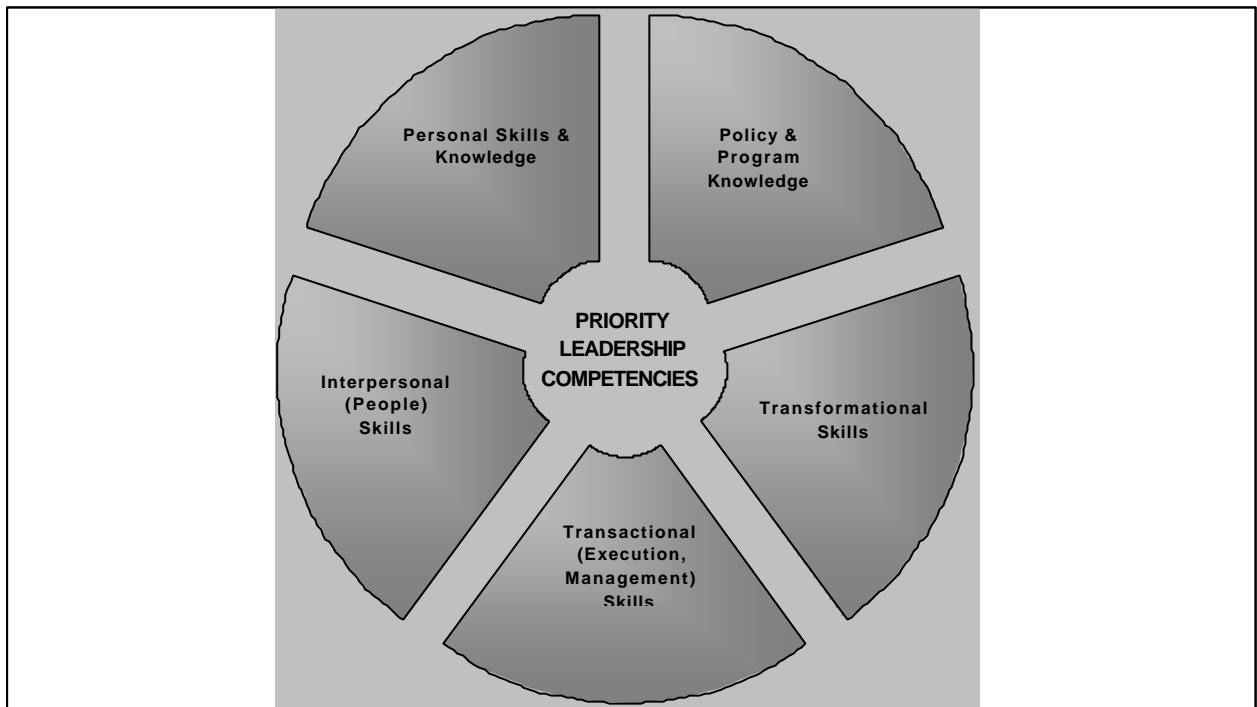 Personal Skills &
Knowledge
Policy &
Program
Knowledge
PRIORITY
LEADERSHIP
COMPETENCIES
Interpersonal
(People)
Skills
Transformational
Skills
Transactional
(Execution,
Management)
Skills